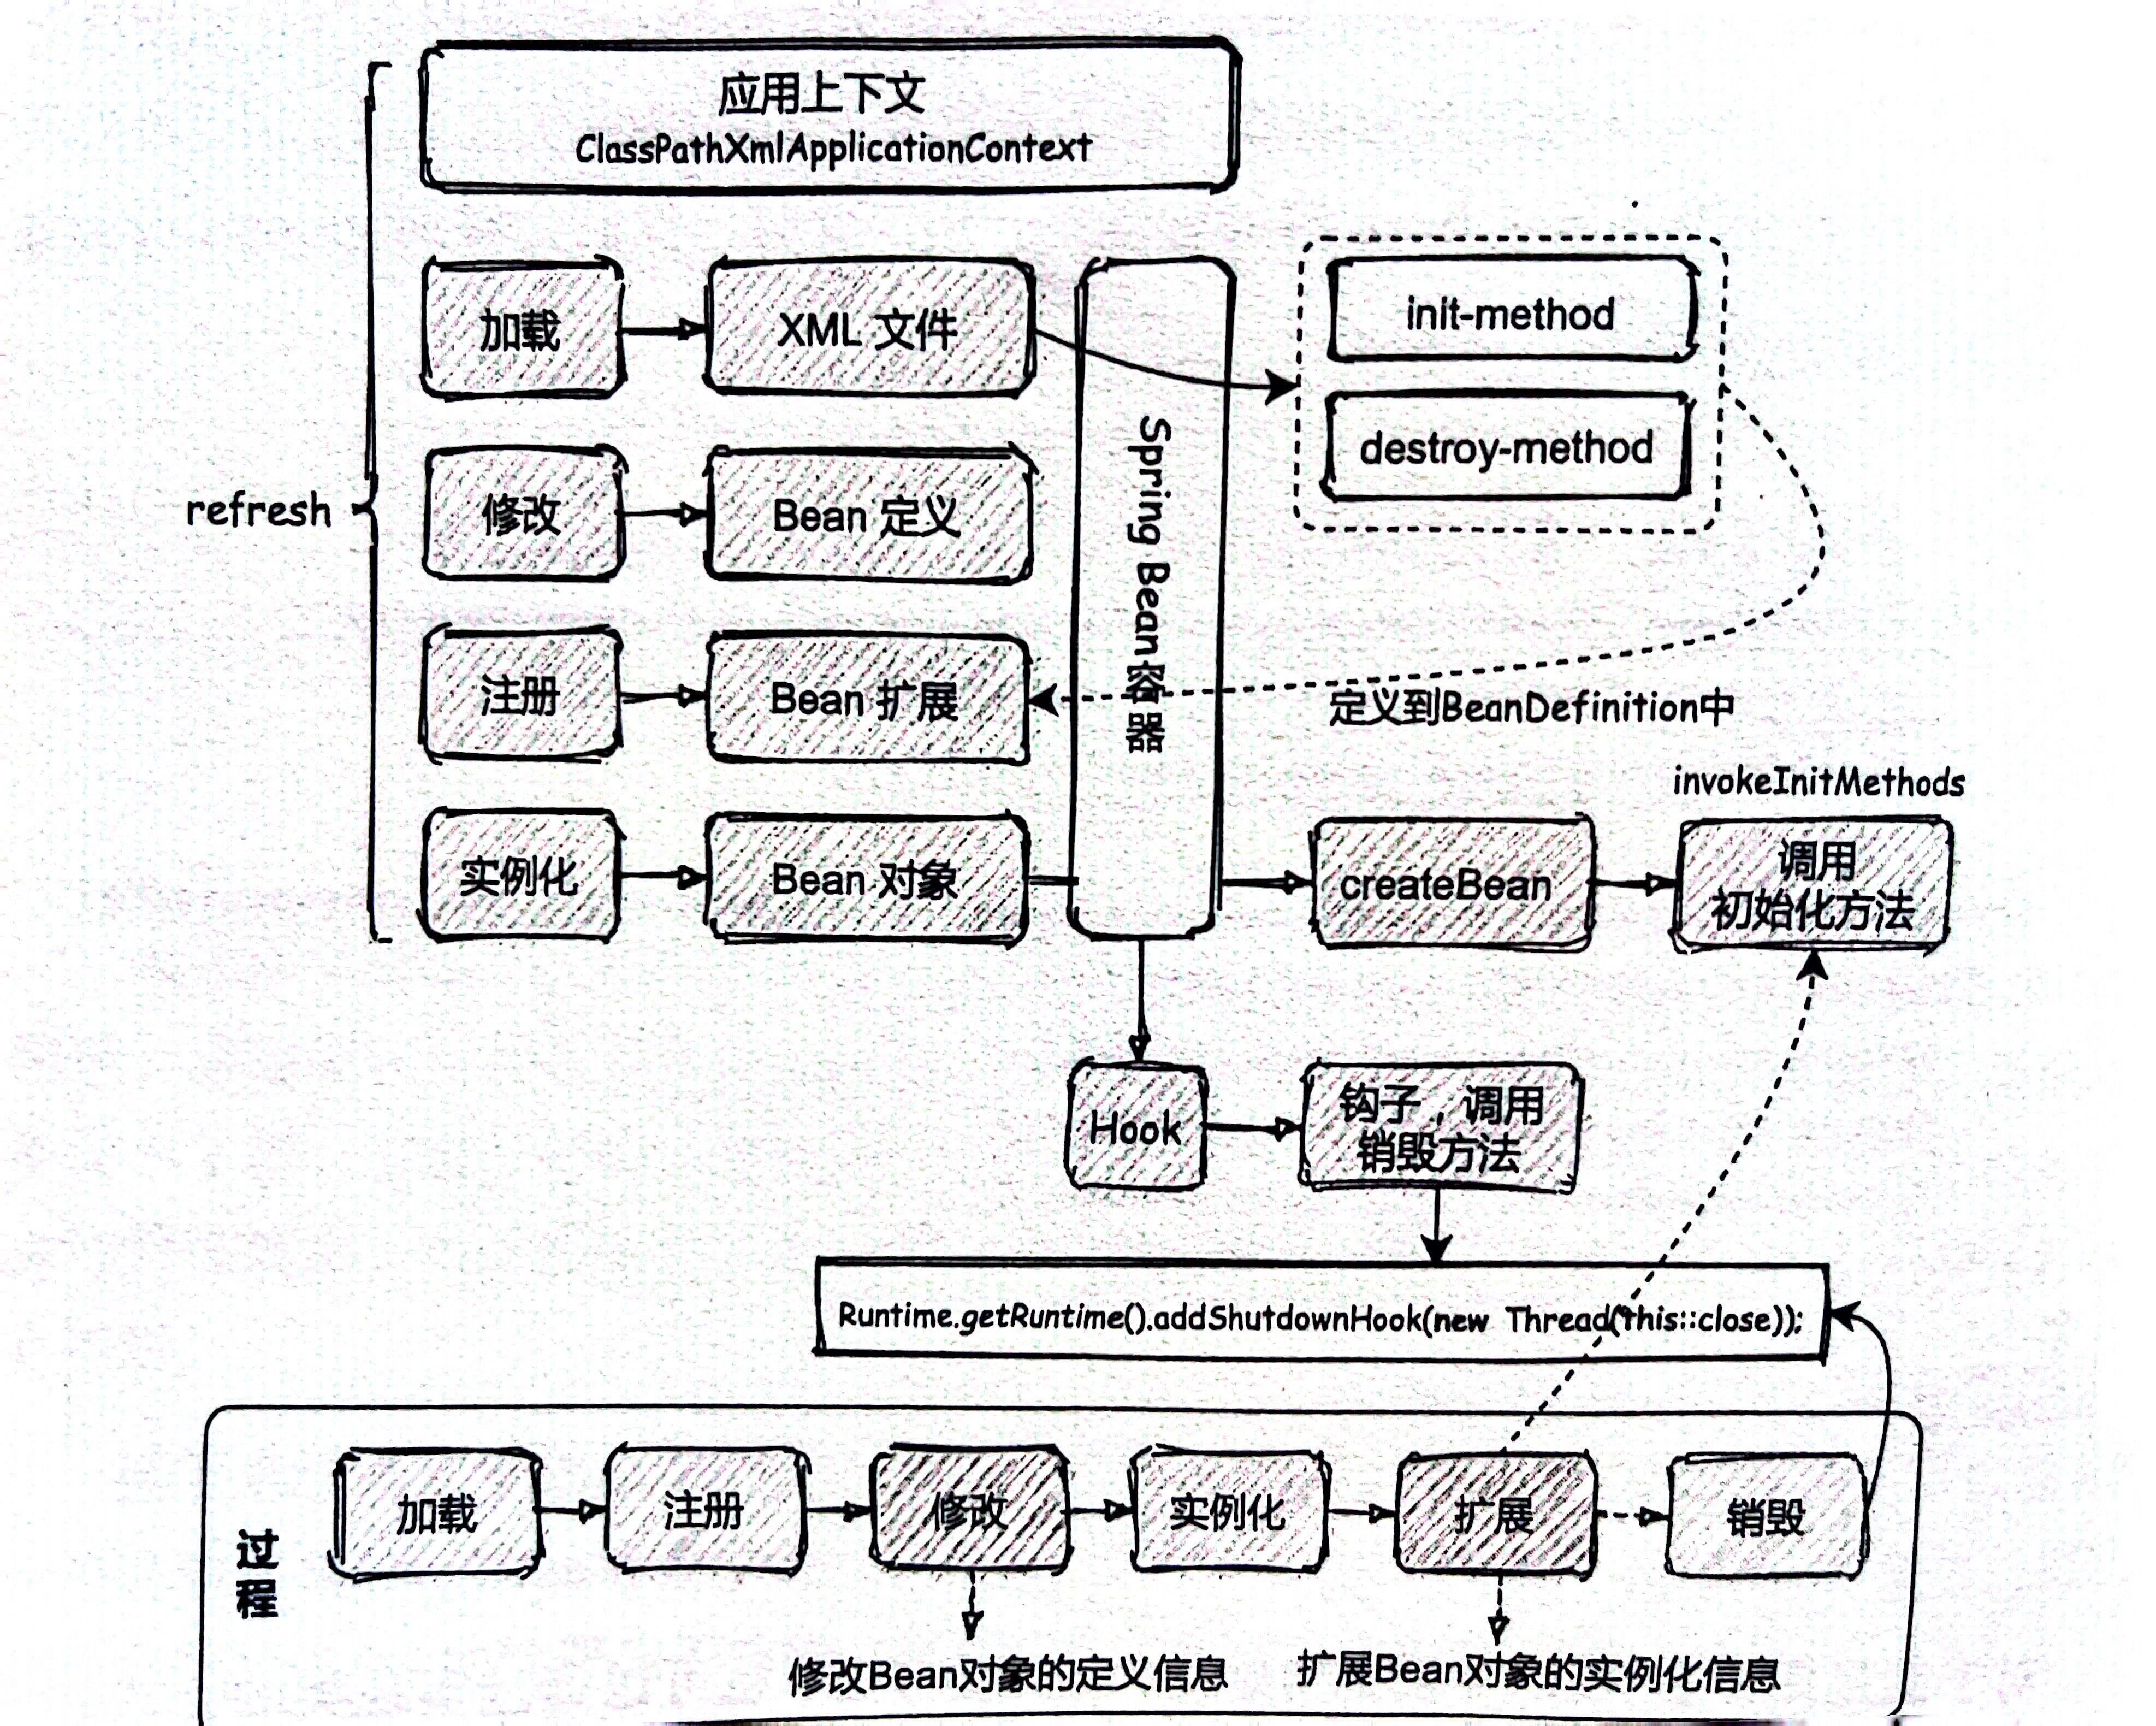 应用上下文
ClassPathXmlApplicationContext
refresh
加载
XML 文件
修改
Bean 定义
注册
Bean 扩展
实例化
Bean 对象
Spring Bean容器
init-method
destroy-method
定义到BeanDefinition中
invokeInitMethods
createBean
调用
初始化方法
Hook
钩子，调用
销毁方法
Runtime.getRuntime().addShutdownHook(new Thread(this::close));
过程
加载
注册
修改
实例化
扩展
销毁
修改Bean对象的定义信息
扩展Bean对象的实例化信息